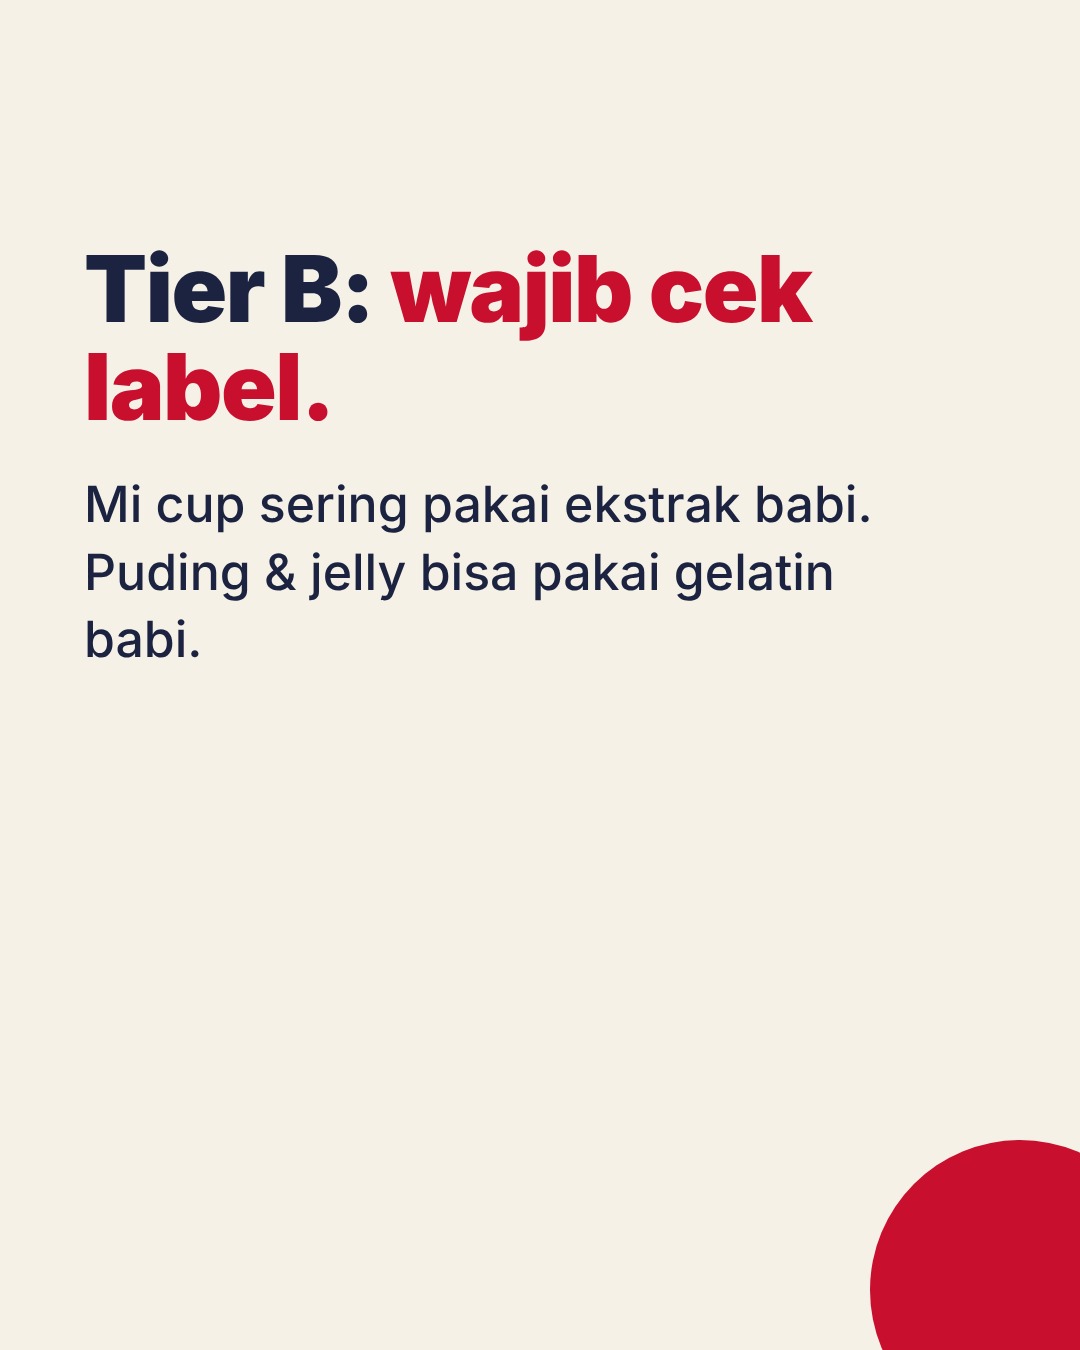 Tier B: wajib cek
label.
Mi cup sering pakai ekstrak babi.
Puding & jelly bisa pakai gelatin
babi.